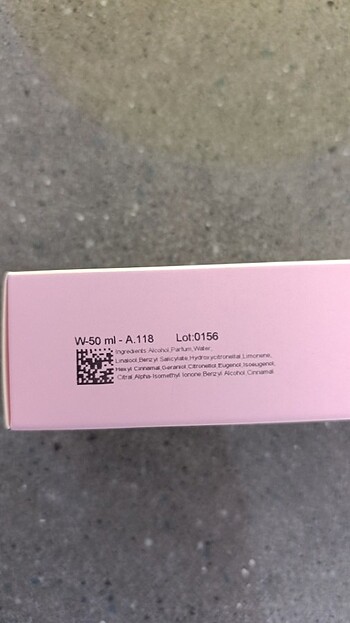 W-50 ml - A.118 Lot:0156
Ingredients:Alcohol,Parfum,Water,
Linalool,Benzyl Salicylate,Hydroxycitronellal,Limonene,
Hexyl Cinnamal,Geraniol,Citronellol,Eugenol,Isoeugenol,
Citral,Alpha-Isomethyl Ionone,Benzyl Alcohol,Cinnamal